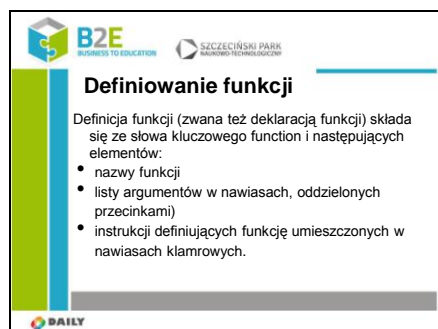 B2E
BUSINESS TO EDUCATION
SZCZECIŃSKI PARK
NAUKOWO-TECHNOLOGICZNY
Definiowanie funkcji
Definicja funkcji (zwana też deklaracją funkcji) składa
się ze słowa kluczowego function i następujących
elementów:
• nazwy funkcji
• listy argumentów w nawiasach, oddzielonych
przecinkami)
• instrukcji definiujących funkcję umieszczonych w
nawiasach klamrowych.
DAILY